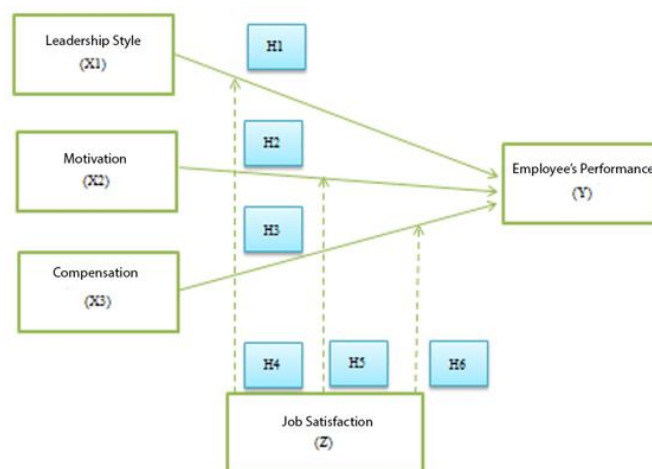 Leadership Style
(X1)
H1
Motivation
(X2)
H2
Employee's Performance
(Y)
H3
Compensation
(X3)
H4
H5
H6
Job Satisfaction
(Z)